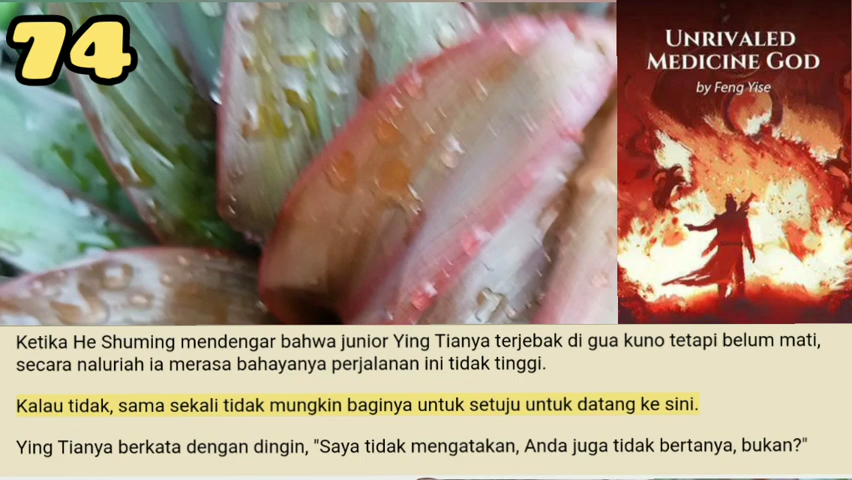 74
UNRIVALED
MEDICINE GOD
by Feng Yise
Ketika He Shuming mendengar bahwa junior Ying Tianya terjebak di gua kuno tetapi belum mati,
secara naluriah ia merasa bahayanya perjalanan ini tidak tinggi.
Kalau tidak, sama sekali tidak mungkin baginya untuk setuju untuk datang ke sini.
Ying Tianya berkata dengan dingin, "Saya tidak mengatakan, Anda juga tidak bertanya, bukan?"